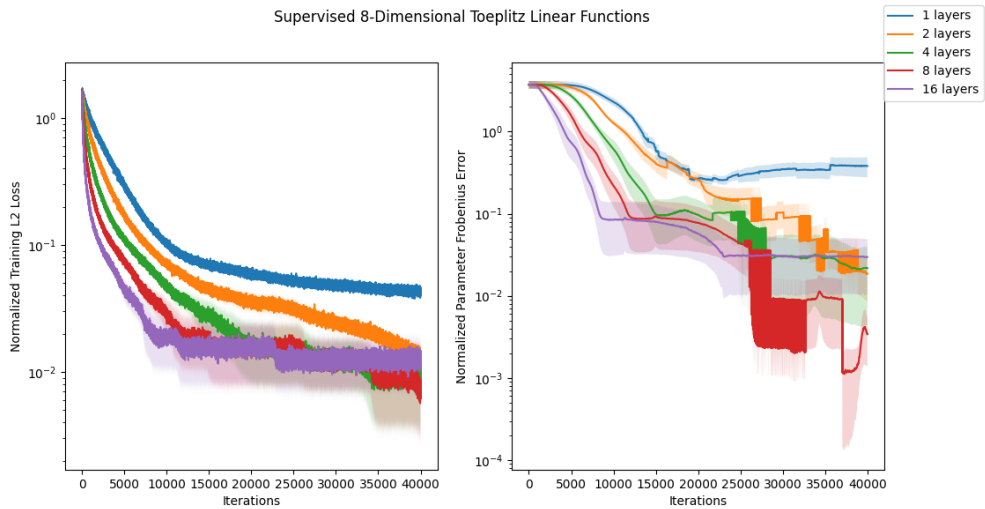 Supervised 8-Dimensional Toeplitz Linear Functions
1 layers
2 layers
4 layers
8 layers
16 layers
Normalized Training L2 Loss
10⁰
10⁻¹
10⁻²
0 5000 10000 15000 20000 25000 30000 35000 40000
Iterations
Normalized Parameter Frobenius Error
10⁰
10⁻¹
10⁻²
10⁻³
10⁻⁴
0 5000 10000 15000 20000 25000 30000 35000 40000
Iterations